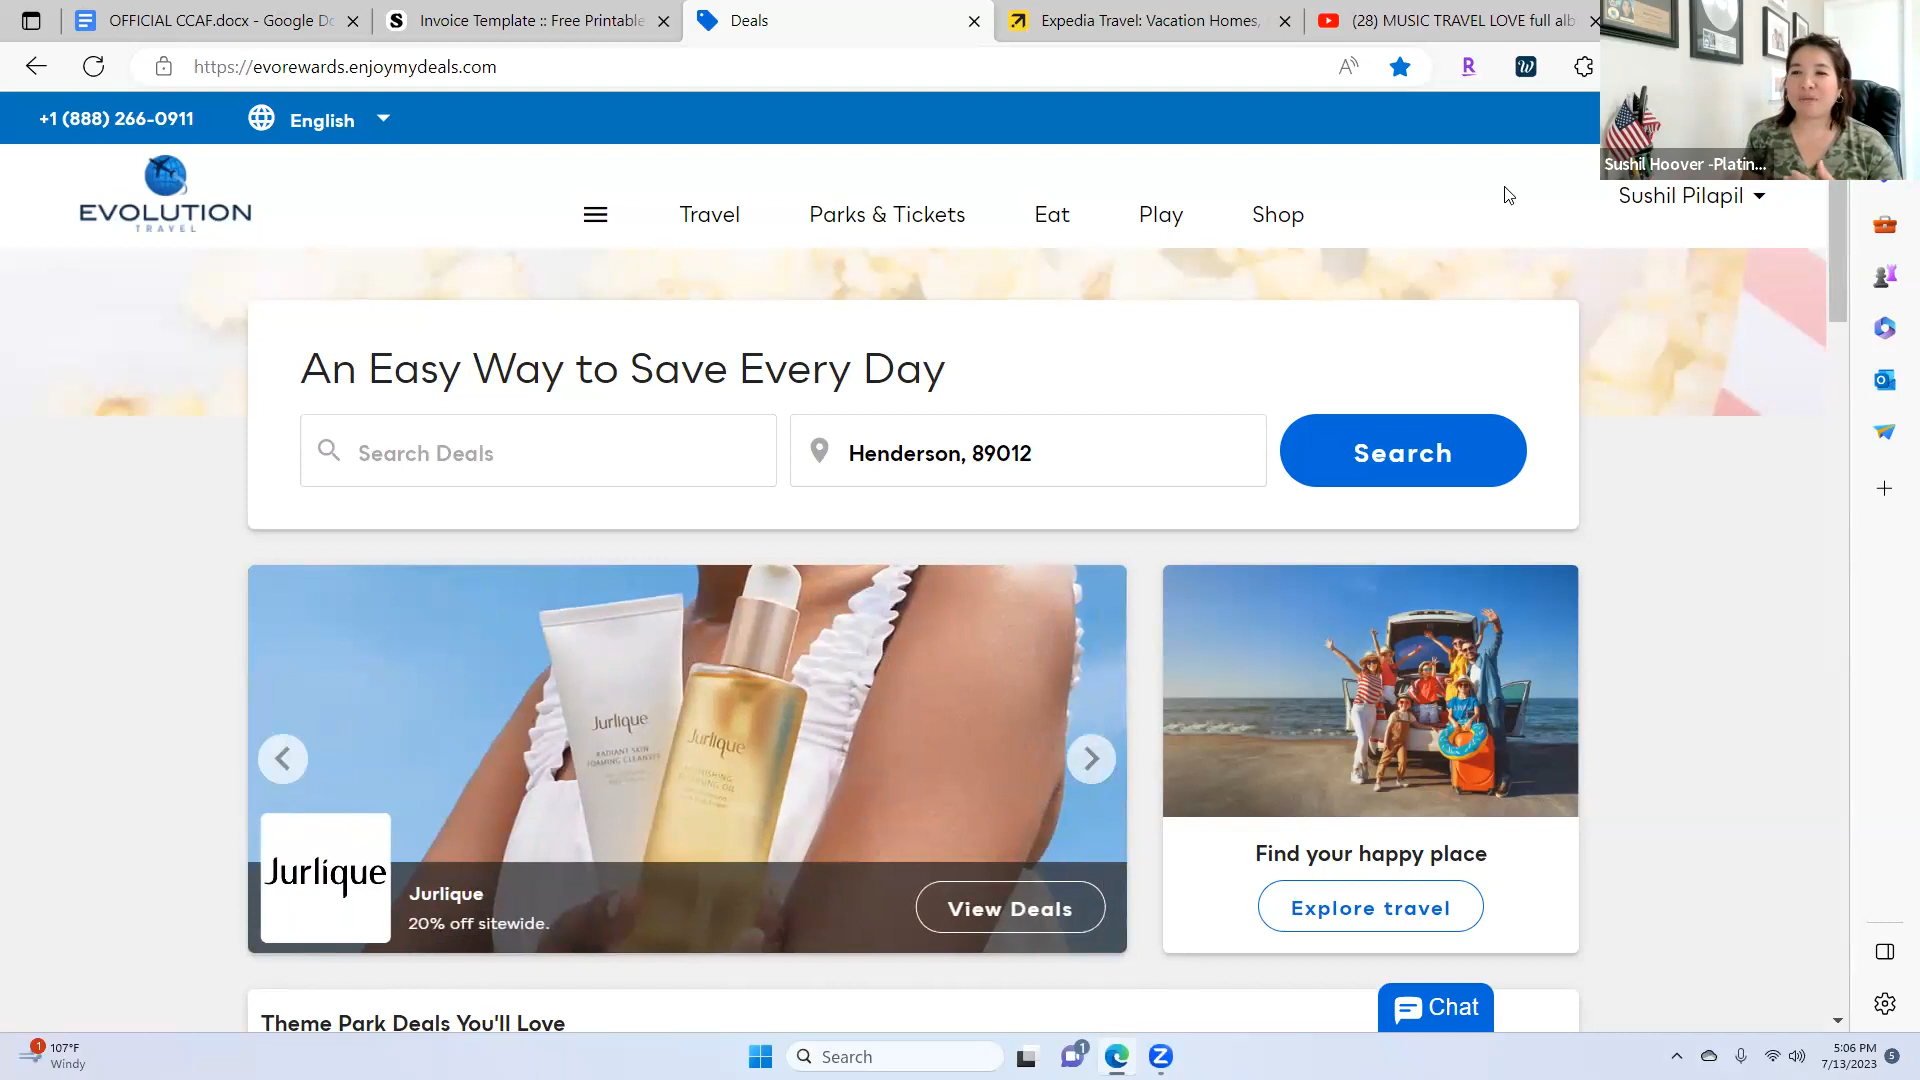 OFFICIAL CCAF.docx - Google Do
Invoice Template :: Free Printable
Deals
Expedia Travel: Vacation Homes,
(28) MUSIC TRAVEL LOVE full alb
https://evorewards.enjoymydeals.com
+1 (888) 266-0911
English
Sushil Hoover -Platin...
EVOLUTION
TRAVEL
Travel
Parks & Tickets
Eat
Play
Shop
Sushil Pilapil
An Easy Way to Save Every Day
Search Deals
Henderson, 89012
Search
Jurlique
RADIANT SKIN
FOAMING CLEANSER
Jurlique
Jurlique
Jurlique
20% off sitewide.
View Deals
Find your happy place
Explore travel
Theme Park Deals You'll Love
Chat
1
107°F
Windy
Search
1
5:06 PM
7/13/2023
5